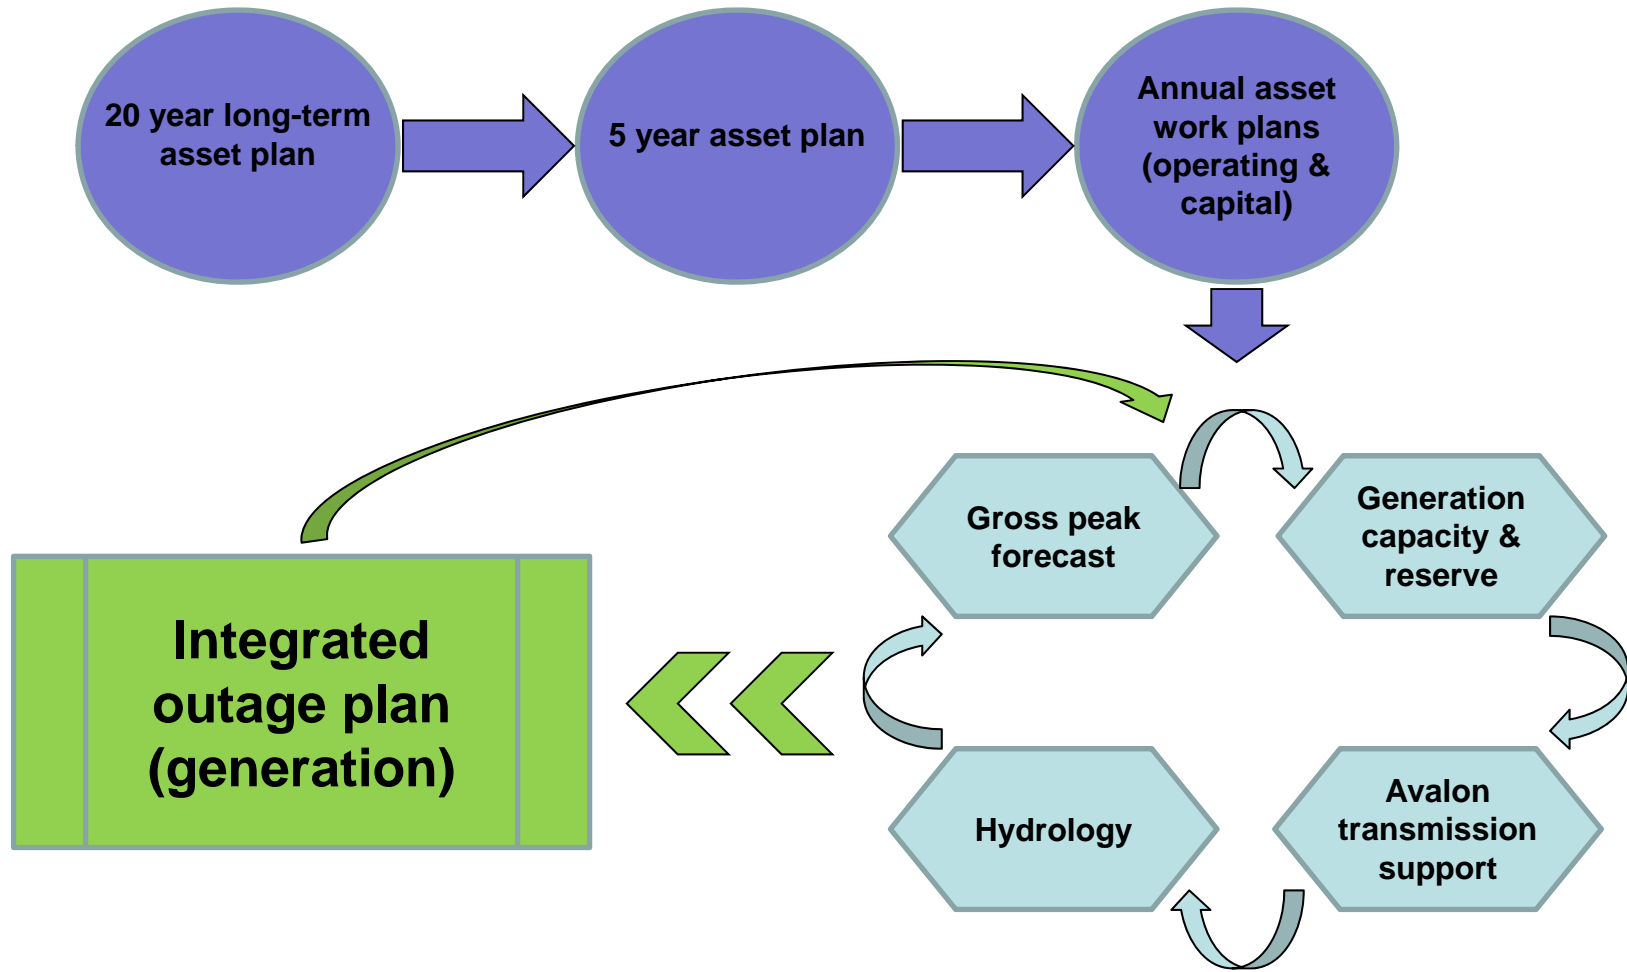 20 year long-term
asset plan
5 year asset plan
Annual asset
work plans
(operating &
capital)
Gross peak
forecast
Generation
capacity &
reserve
Integrated
outage plan
(generation)
Hydrology
Avalon
transmission
support